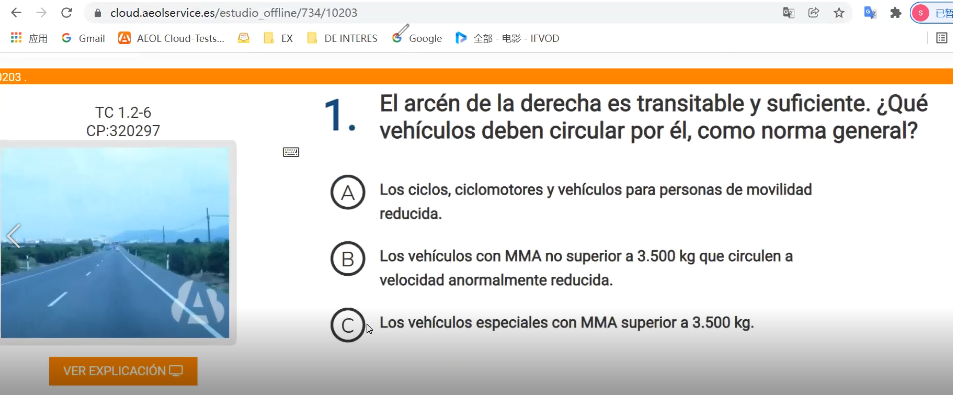 cloud.aeolservice.es/estudio_offline/734/10203
已暂
应用 Gmail AEOL Cloud-Tests... EX DE INTERES Google 全部 - 电影 - IFVOD
0203 .
TC 1.2-6
CP:320297
1. El arcén de la derecha es transitable y suficiente. ¿Qué
vehículos deben circular por él, como norma general?
A Los ciclos, ciclomotores y vehículos para personas de movilidad
reducida.
B Los vehículos con MMA no superior a 3.500 kg que circulen a
velocidad anormalmente reducida.
C Los vehículos especiales con MMA superior a 3.500 kg.
VER EXPLICACIÓN